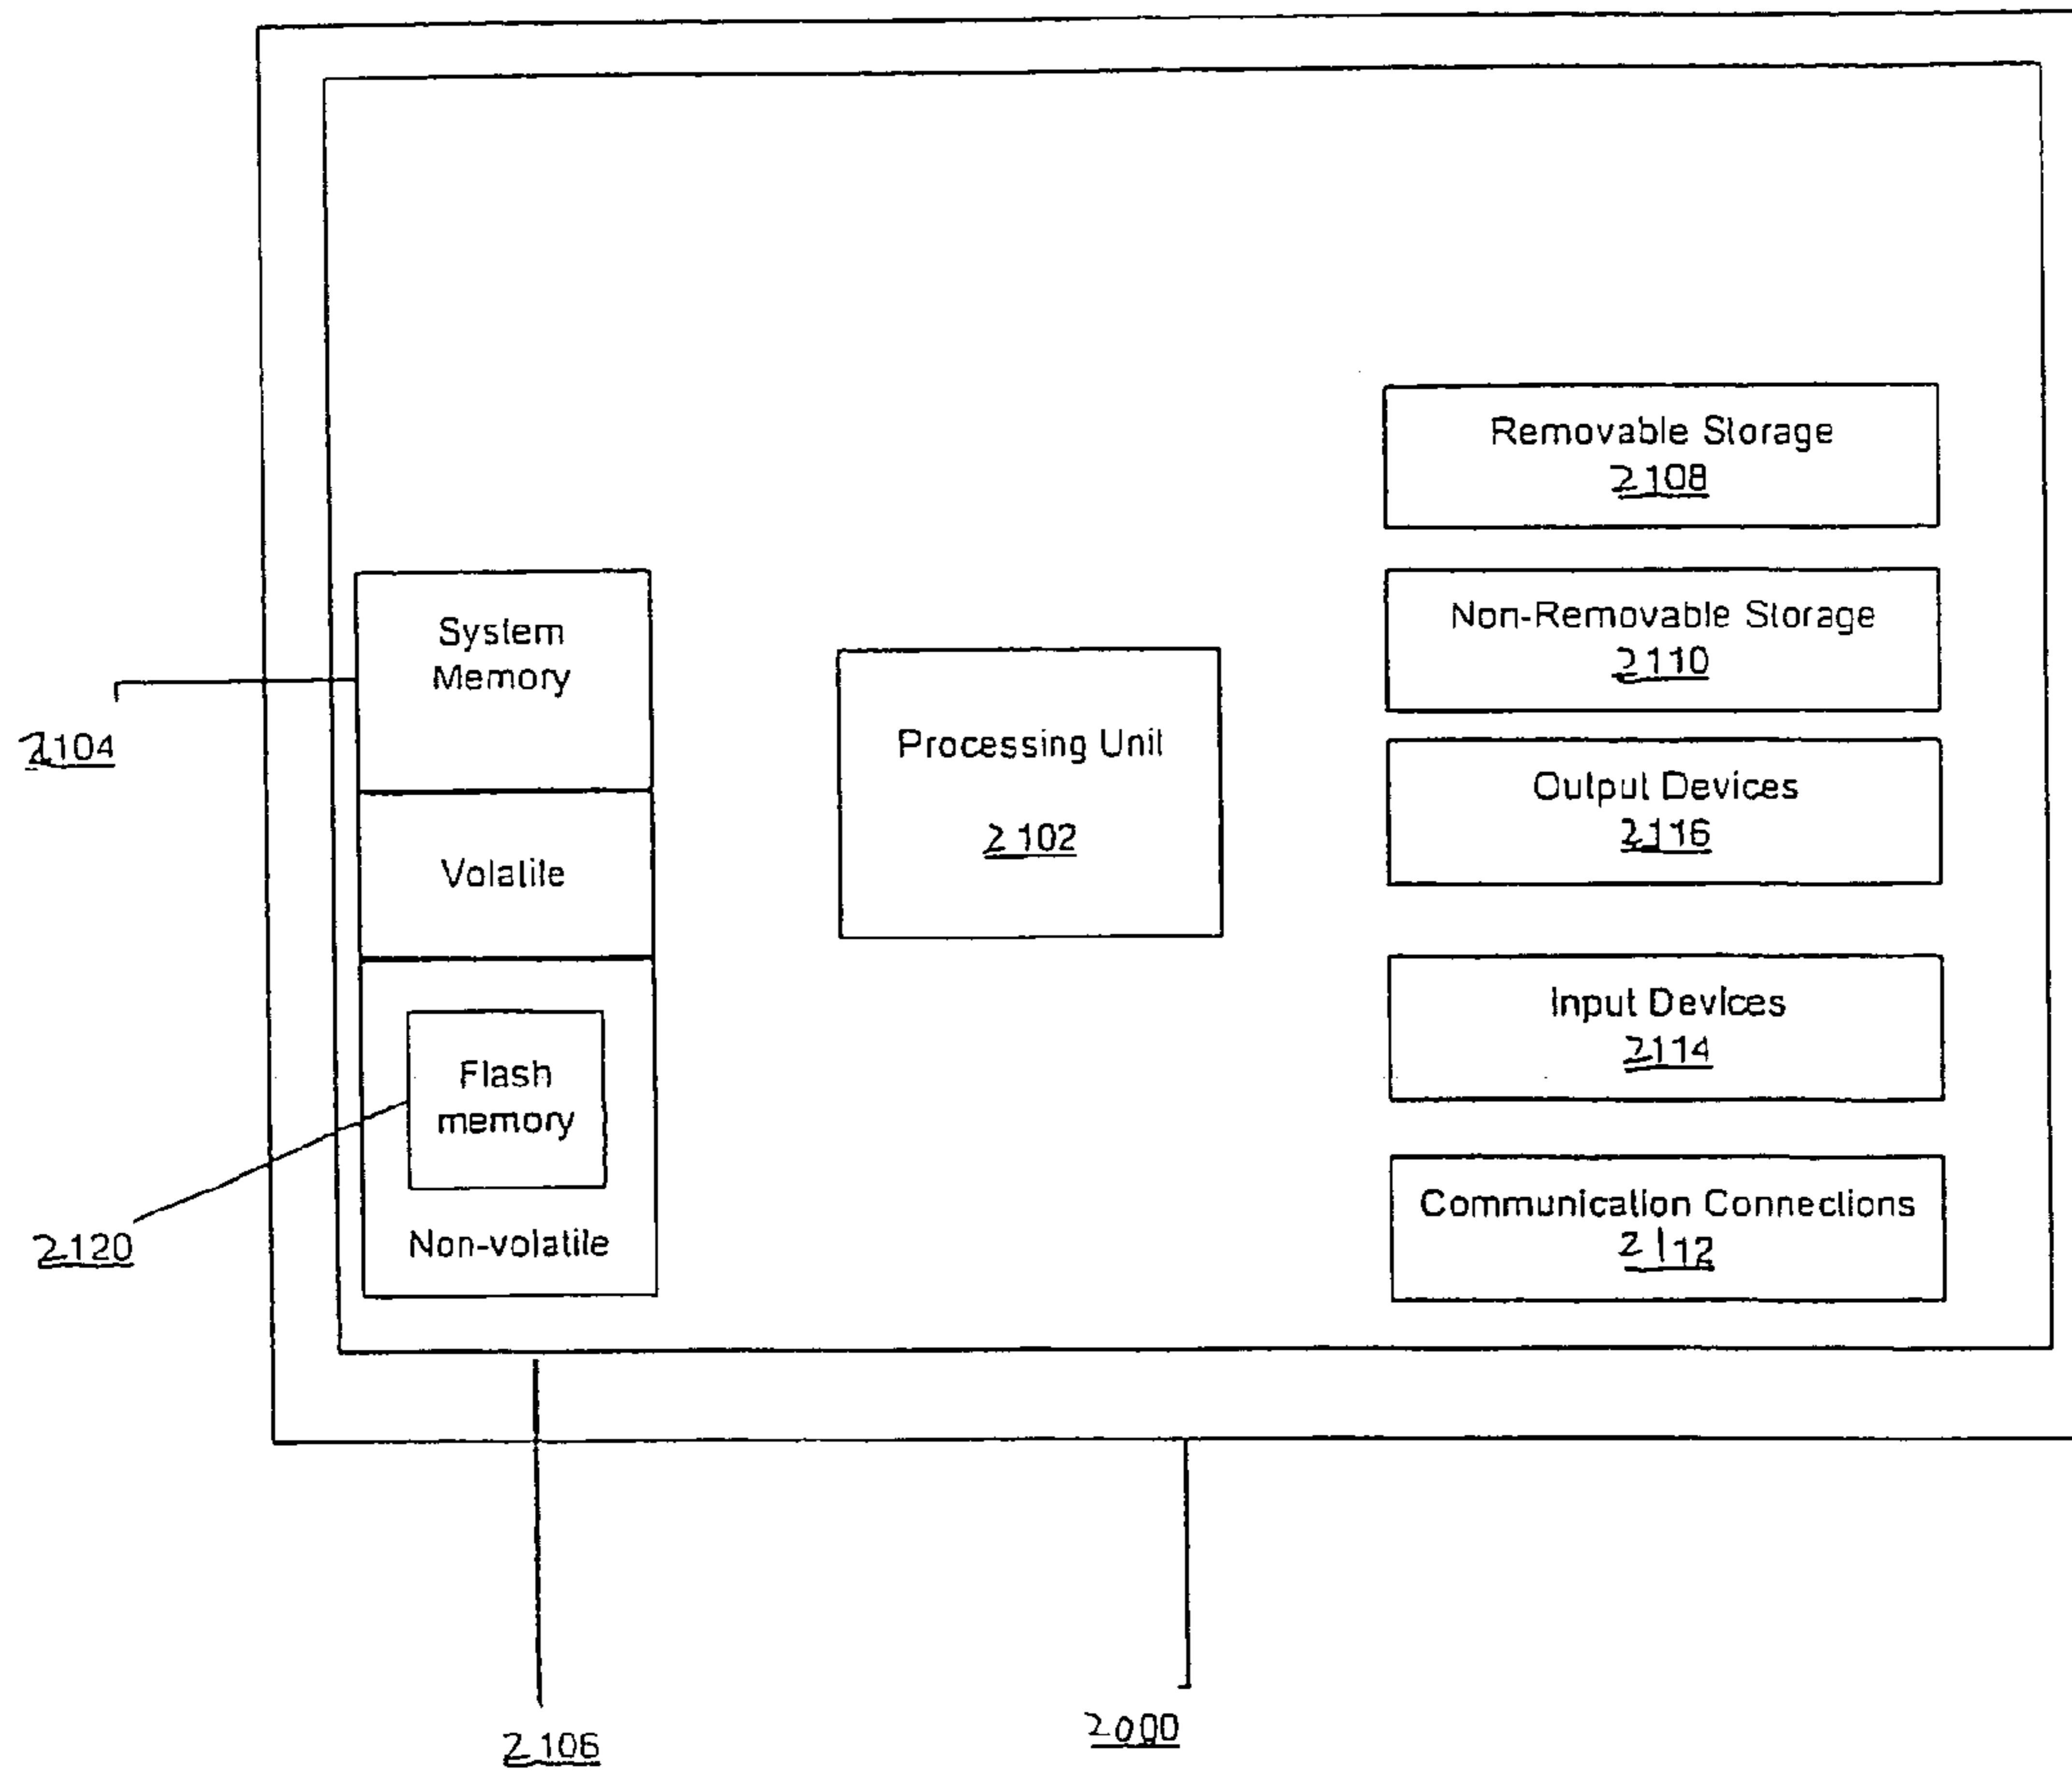 Removable Storage
2108
Non-Removable Storage
2110
Output Devices
2116
Input Devices
2114
Communication Connections
2112
System
Memory
Volatile
Flash
memory
Non-volatile
Processing Unit
2102
2104
2120
2106
2000